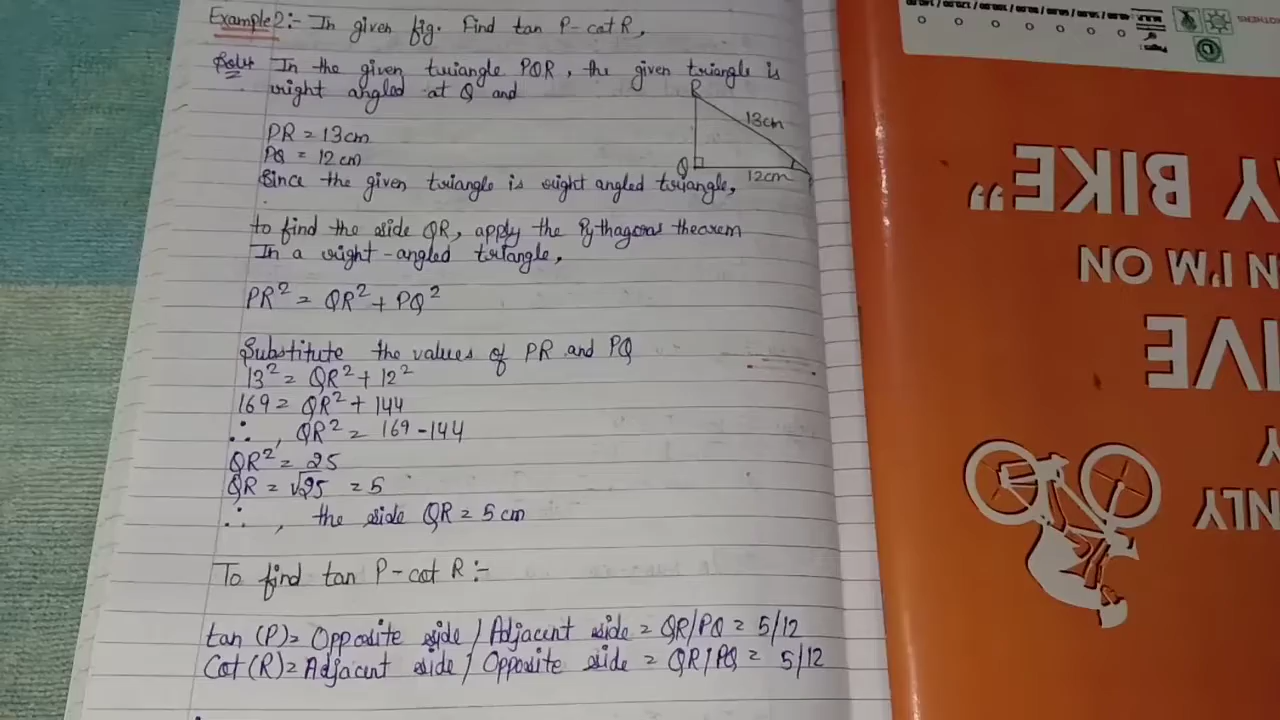 Example 2:- In given fig. Find tan P - cot R,
Solu In the given triangle PQR, the given triangle is
right angled at Q and
R
13cm
Q
12cm
PR = 13cm
PQ = 12 cm
Since the given triangle is right angled triangle,
to find the side QR, apply the Pythagoras theorem
In a right-angled triangle,
PR² = QR² + PQ²
Substitute the values of PR and PQ
13² = QR² + 12²
169 = QR² + 144
∴ , QR² = 169 - 144
QR² = 25
QR = √25 = 5
∴ , the side QR = 5 cm
To find tan P - cot R :-
tan (P) = Opposite side / Adjacent side = QR/PQ = 5/12
Cot (R) = Adjacent side / Opposite side = QR/PQ = 5/12
Y BIKE"
N I'M ON
IVE
Y
NLY